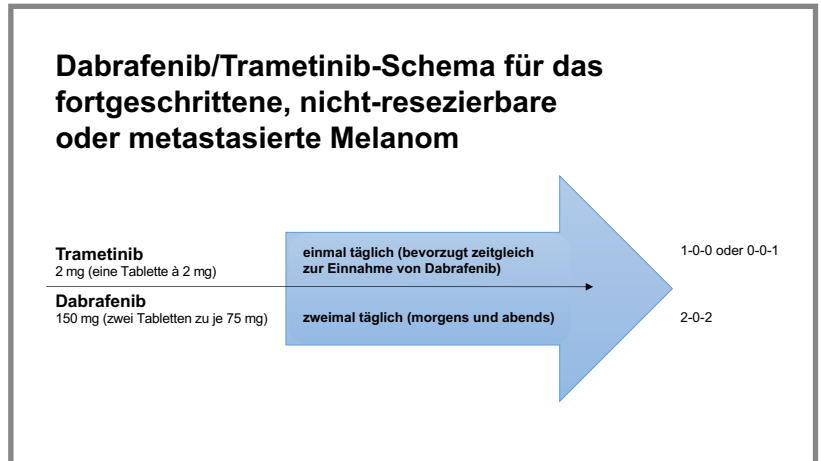 Dabrafenib/Trametinib-Schema für das
fortgeschrittene, nicht-resezierbare
oder metastasierte Melanom
Trametinib
2 mg (eine Tablette à 2 mg)
einmal täglich (bevorzugt zeitgleich
zur Einnahme von Dabrafenib)
1-0-0 oder 0-0-1
Dabrafenib
150 mg (zwei Tabletten zu je 75 mg)
zweimal täglich (morgens und abends)
2-0-2